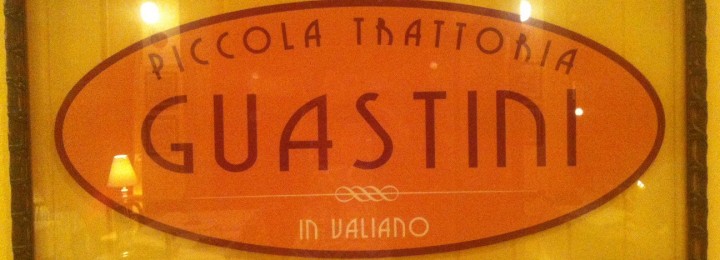 PICCOLA TRATTORIA
GUASTINI
IN VALIANO